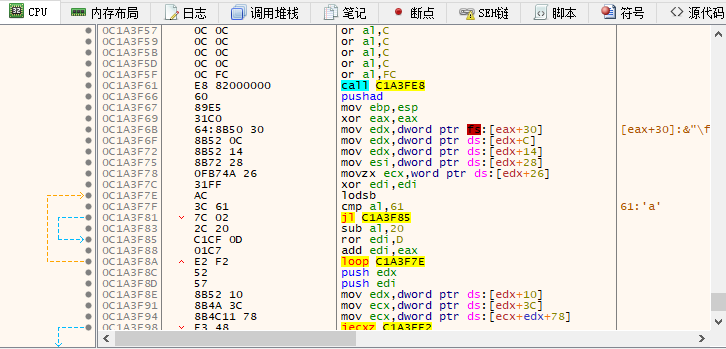 CPU 内存布局 日志 调用堆栈 笔记 断点 SEH链 脚本 符号 源代码
0C1A3F57 0C 0C or al,C
0C1A3F59 0C 0C or al,C
0C1A3F5B 0C 0C or al,C
0C1A3F5D 0C 0C or al,C
0C1A3F5F 0C FC or al,FC
0C1A3F61 E8 82000000 call C1A3FE8
0C1A3F66 60 pushad
0C1A3F67 89E5 mov ebp,esp
0C1A3F69 31C0 xor eax,eax
0C1A3F6B 64:8B50 30 mov edx,dword ptr fs:[eax+30] [eax+30]:&"\f
0C1A3F6F 8B52 0C mov edx,dword ptr ds:[edx+C]
0C1A3F72 8B52 14 mov edx,dword ptr ds:[edx+14]
0C1A3F75 8B72 28 mov esi,dword ptr ds:[edx+28]
0C1A3F78 0FB74A 26 movzx ecx,word ptr ds:[edx+26]
0C1A3F7C 31FF xor edi,edi
0C1A3F7E AC lodsb
0C1A3F7F 3C 61 cmp al,61 61:'a'
0C1A3F81 7C 02 jl C1A3F85
0C1A3F83 2C 20 sub al,20
0C1A3F85 C1CF 0D ror edi,D
0C1A3F88 01C7 add edi,eax
0C1A3F8A E2 F2 loop C1A3F7E
0C1A3F8C 52 push edx
0C1A3F8D 57 push edi
0C1A3F8E 8B52 10 mov edx,dword ptr ds:[edx+10]
0C1A3F91 8B4A 3C mov ecx,dword ptr ds:[edx+3C]
0C1A3F94 8B4C11 78 mov ecx,dword ptr ds:[ecx+edx+78]
0C1A3F98 E3 48 jecxz C1A3FE2